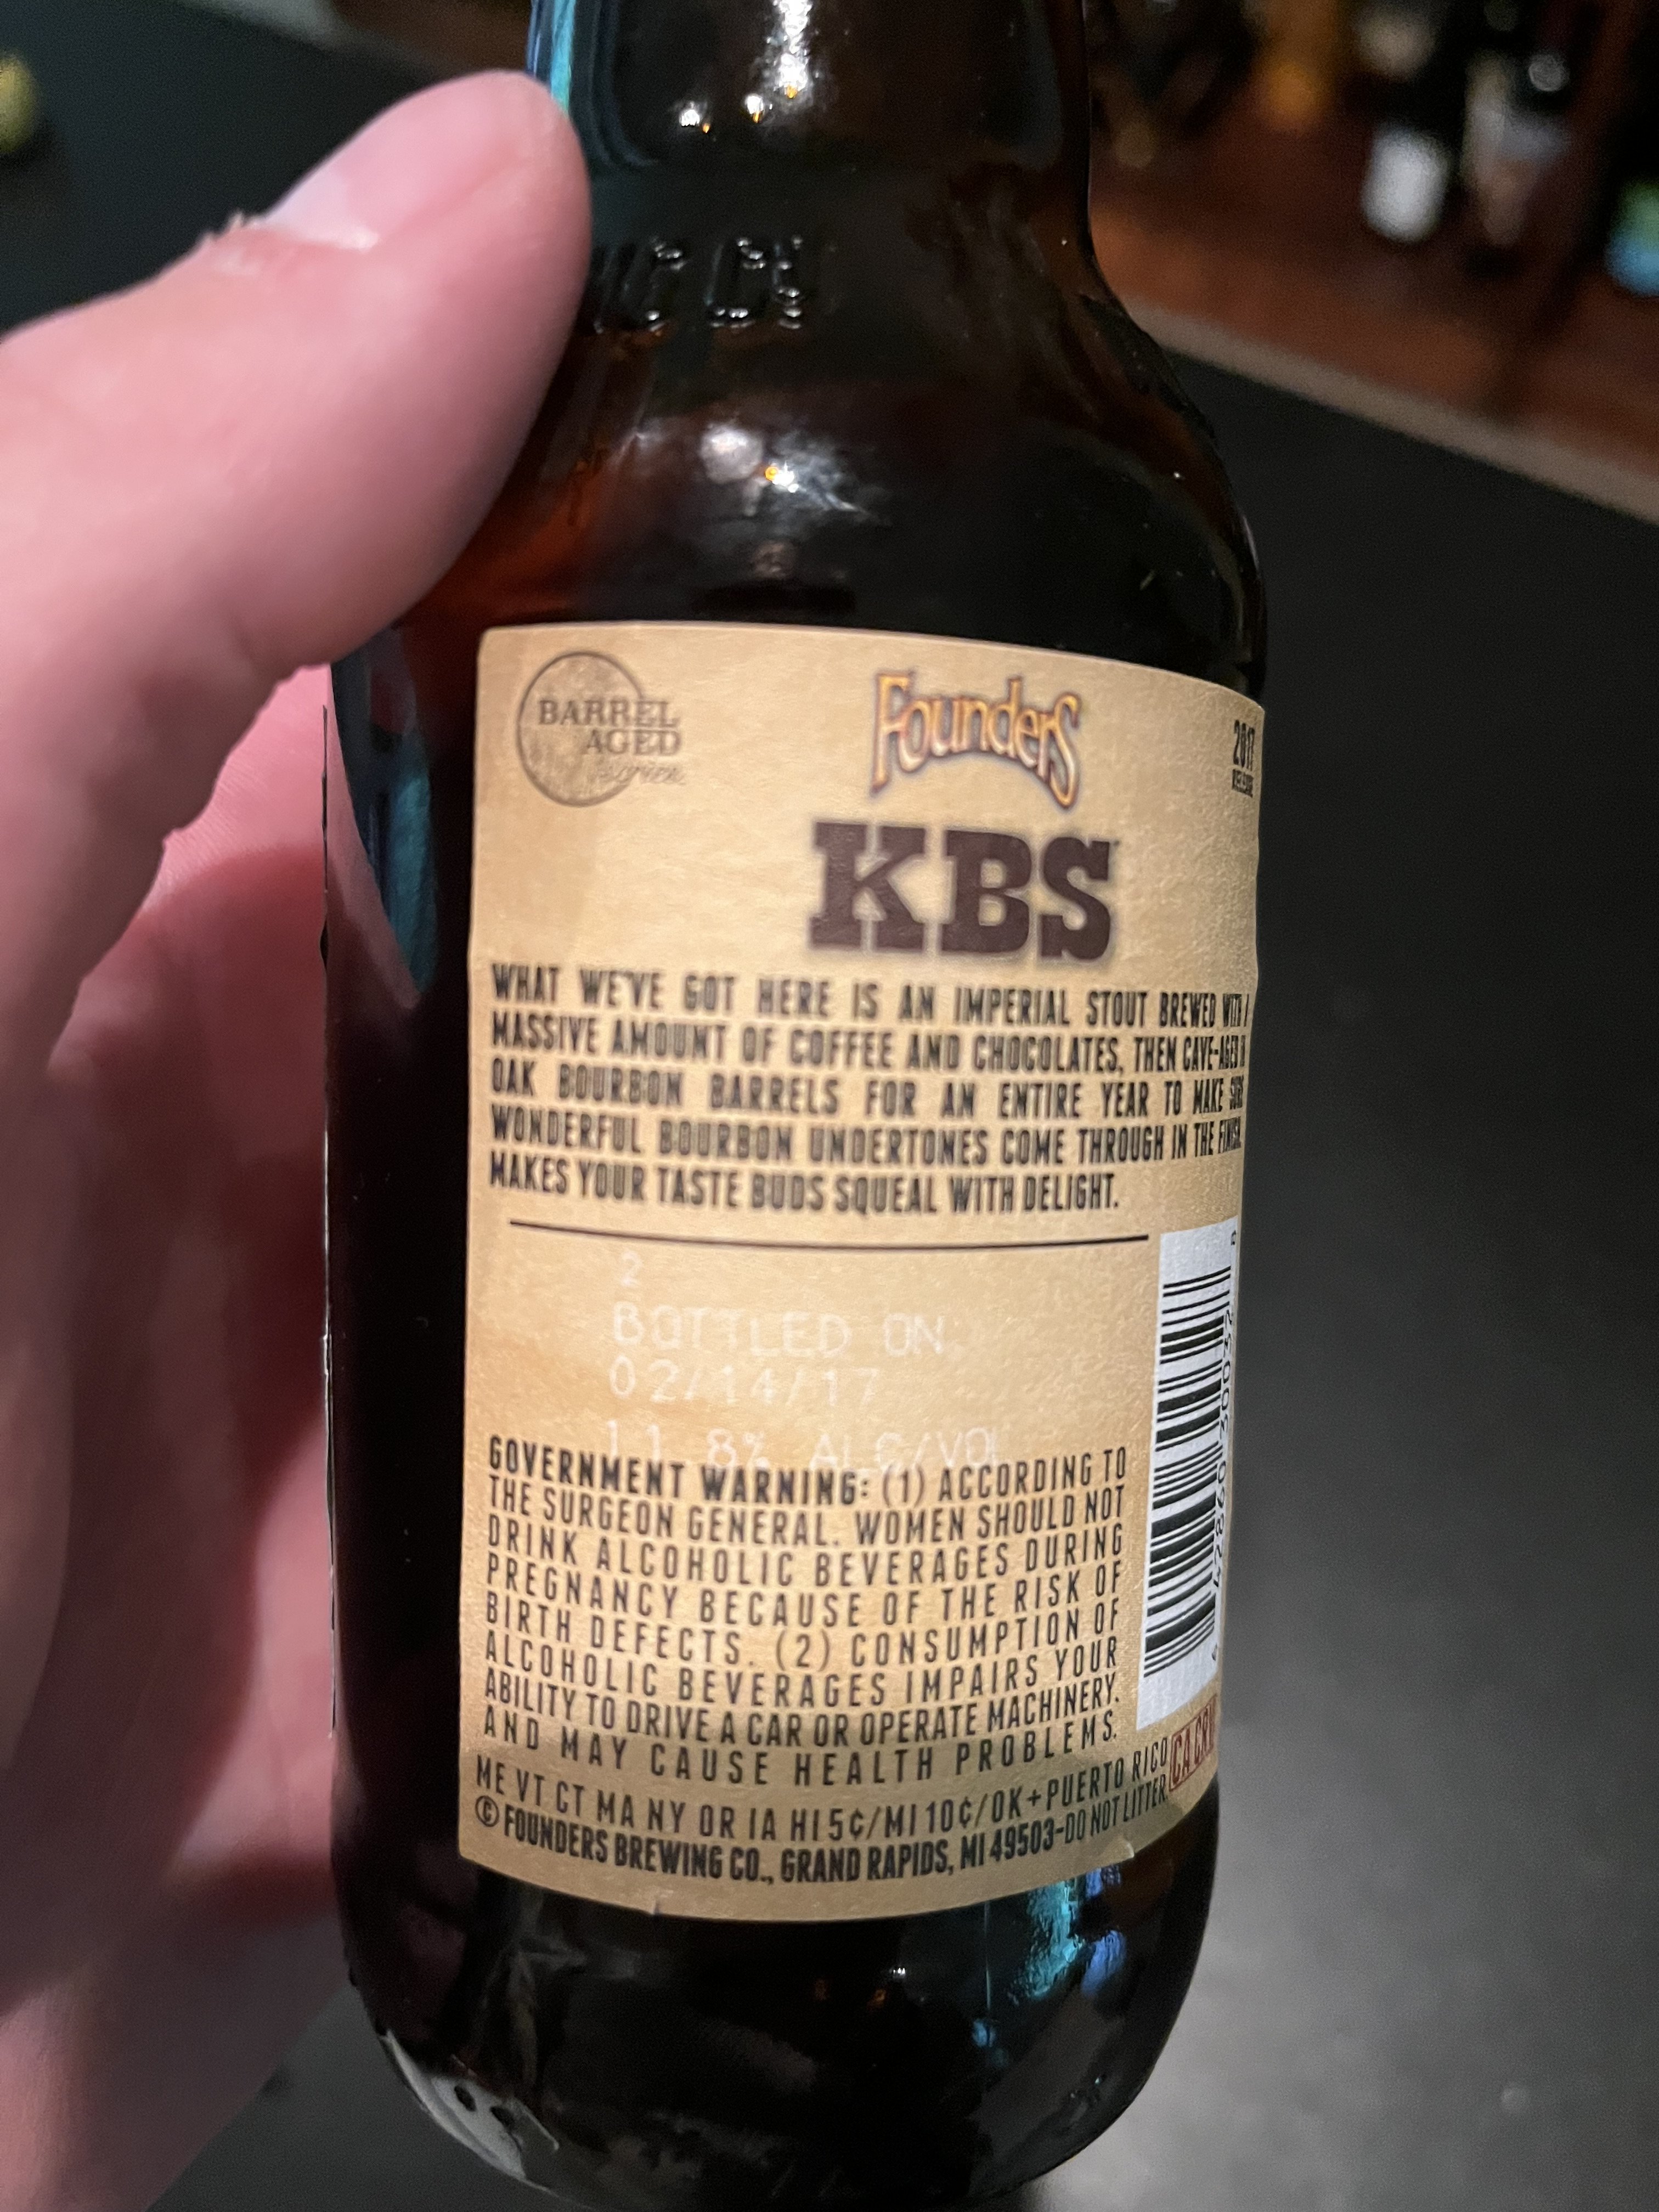 BARREL
AGED
series
Founders
2017
RELEASE
KBS
WHAT WE'VE GOT HERE IS AN IMPERIAL STOUT BREWED WITH A
MASSIVE AMOUNT OF COFFEE AND CHOCOLATES, THEN CAVE-AGED IN
OAK BOURBON BARRELS FOR AN ENTIRE YEAR TO MAKE SURE
WONDERFUL BOURBON UNDERTONES COME THROUGH IN THE FINISH.
MAKES YOUR TASTE BUDS SQUEAL WITH DELIGHT.
2
BOTTLED ON
02/14/17
11.8% ALC/VOL
GOVERNMENT WARNING: (1) ACCORDING TO
THE SURGEON GENERAL. WOMEN SHOULD NOT
DRINK ALCOHOLIC BEVERAGES DURING
PREGNANCY BECAUSE OF THE RISK OF
BIRTH DEFECTS. (2) CONSUMPTION OF
ALCOHOLIC BEVERAGES IMPAIRS YOUR
ABILITY TO DRIVE A CAR OR OPERATE MACHINERY.
AND MAY CAUSE HEALTH PROBLEMS.
ME VT CT MA NY OR IA HI 5¢/MI 10¢/OK+PUERTO RICO
CA CRV
© FOUNDERS BREWING CO., GRAND RAPIDS, MI 49503-DO NOT LITTER